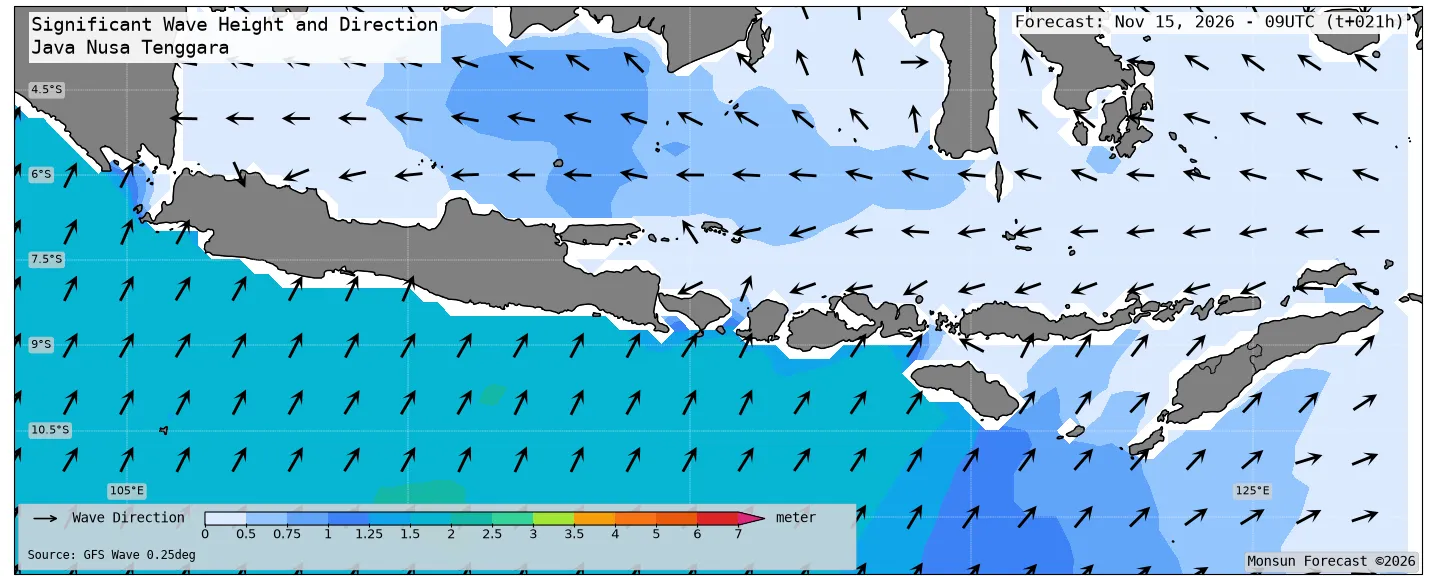 Significant Wave Height and Direction
Java Nusa Tenggara
Forecast: Nov 15, 2026 - 09UTC (t+021h)
4.5°S
6°S
7.5°S
9°S
10.5°S
105°E
125°E
Wave Direction
0 0.5 0.75 1 1.25 1.5 2 2.5 3 3.5 4 5 6 7
meter
Source: GFS Wave 0.25deg
Monsun Forecast ©2026